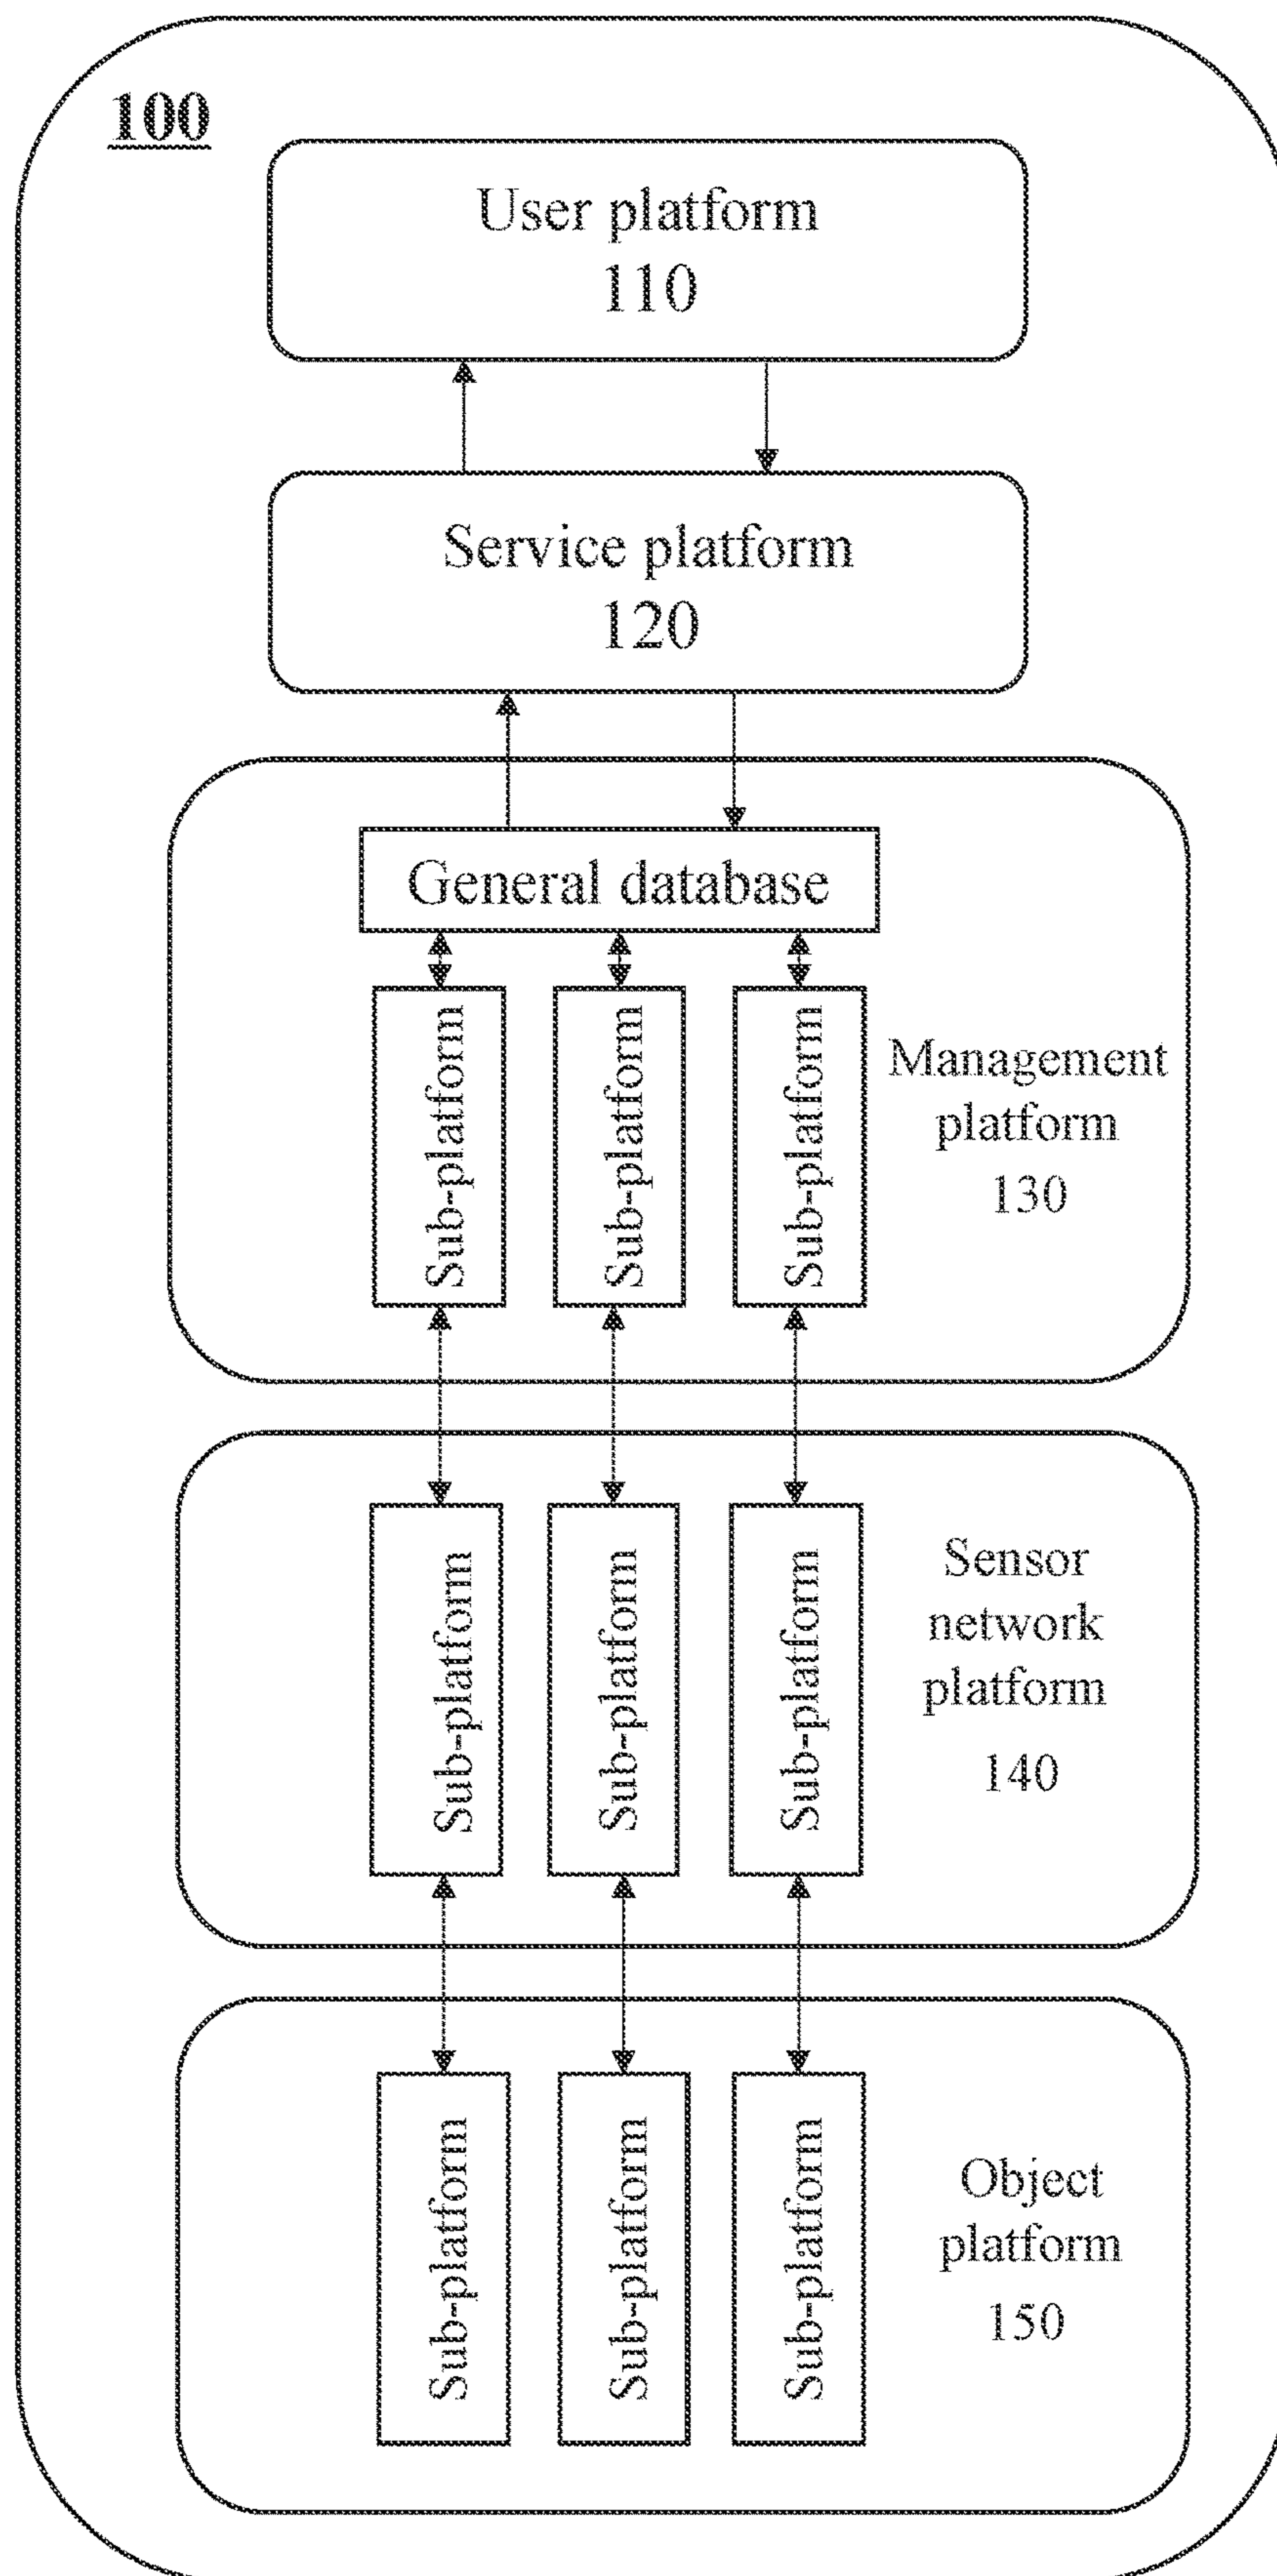 100
User platform
110
Service platform
120
General database
Sub-platform
Sub-platform
Sub-platform
Management
platform
130
Sub-platform
Sub-platform
Sub-platform
Sensor
network
platform
140
Sub-platform
Sub-platform
Sub-platform
Object
platform
150